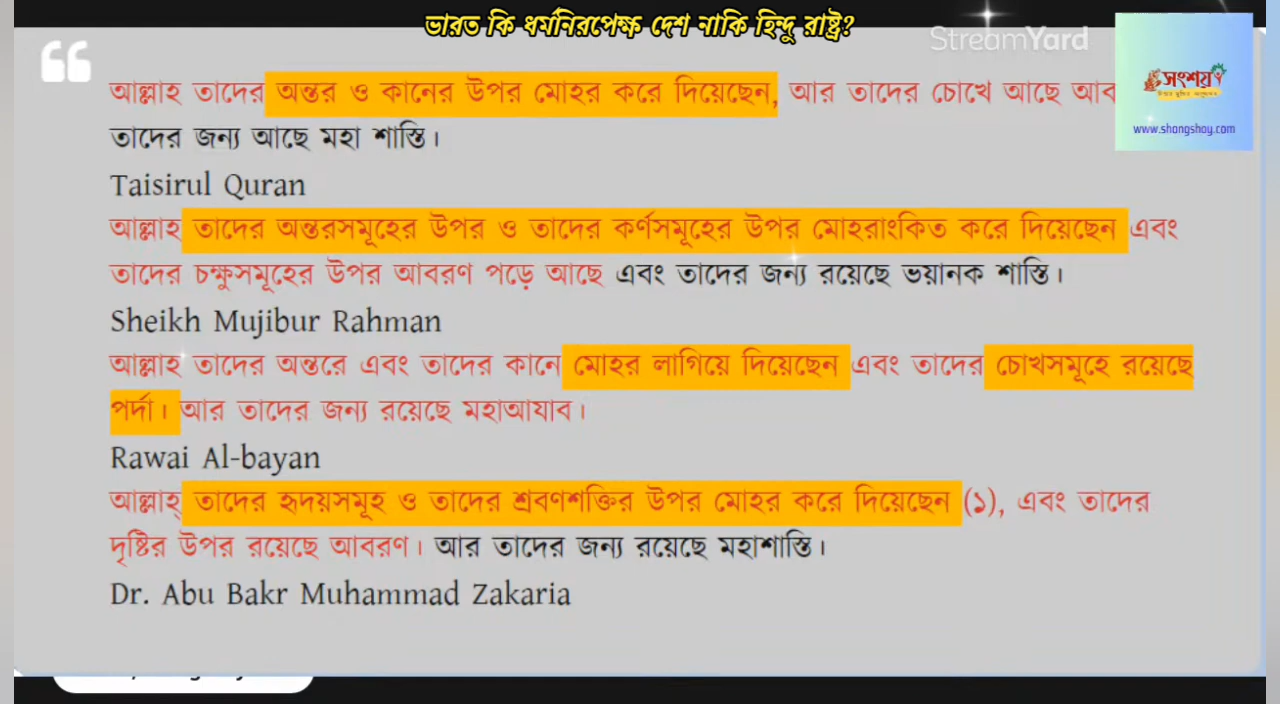 ভারত কি ধর্মনিরপেক্ষ দেশ নাকি হিন্দু রাষ্ট্র?
StreamYard
সংশয়
www.shongshoy.com
আল্লাহ তাদের অন্তর ও কানের উপর মোহর করে দিয়েছেন, আর তাদের চোখে আছে
তাদের জন্য আছে মহা শাস্তি।
Taisirul Quran
আল্লাহ তাদের অন্তরসমূহের উপর ও তাদের কর্ণসমূহের উপর মোহরাংকিত করে দিয়েছেন এবং
তাদের চক্ষুসমূহের উপর আবরণ পড়ে আছে এবং তাদের জন্য রয়েছে ভয়ানক শাস্তি।
Sheikh Mujibur Rahman
আল্লাহ তাদের অন্তরে এবং তাদের কানে মোহর লাগিয়ে দিয়েছেন এবং তাদের চোখসমূহে রয়েছে
পর্দা। আর তাদের জন্য রয়েছে মহাআযাব।
Rawai Al-bayan
আল্লাহ্ তাদের হৃদয়সমূহ ও তাদের শ্রবণশক্তির উপর মোহর করে দিয়েছেন (১), এবং তাদের
দৃষ্টির উপর রয়েছে আবরণ। আর তাদের জন্য রয়েছে মহাশাস্তি।
Dr. Abu Bakr Muhammad Zakaria